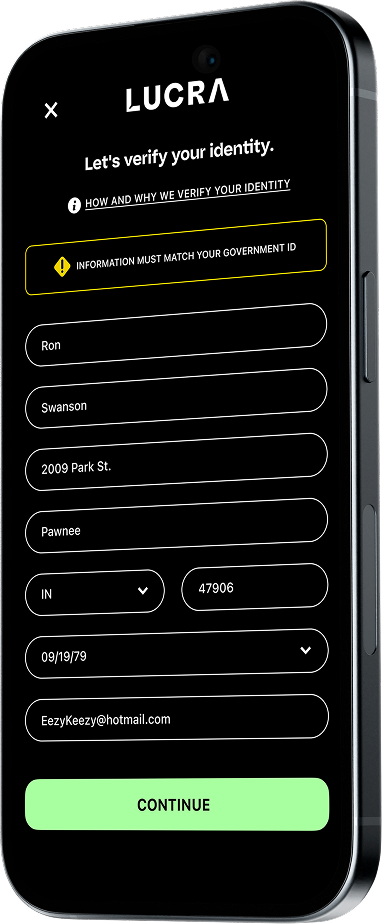 LUCRA
Let's verify your identity.
HOW AND WHY WE VERIFY YOUR IDENTITY
INFORMATION MUST MATCH YOUR GOVERNMENT ID
Ron
Swanson
2009 Park St.
Pawnee
IN 47906
09/19/79
EezyKeezy@hotmail.com
CONTINUE